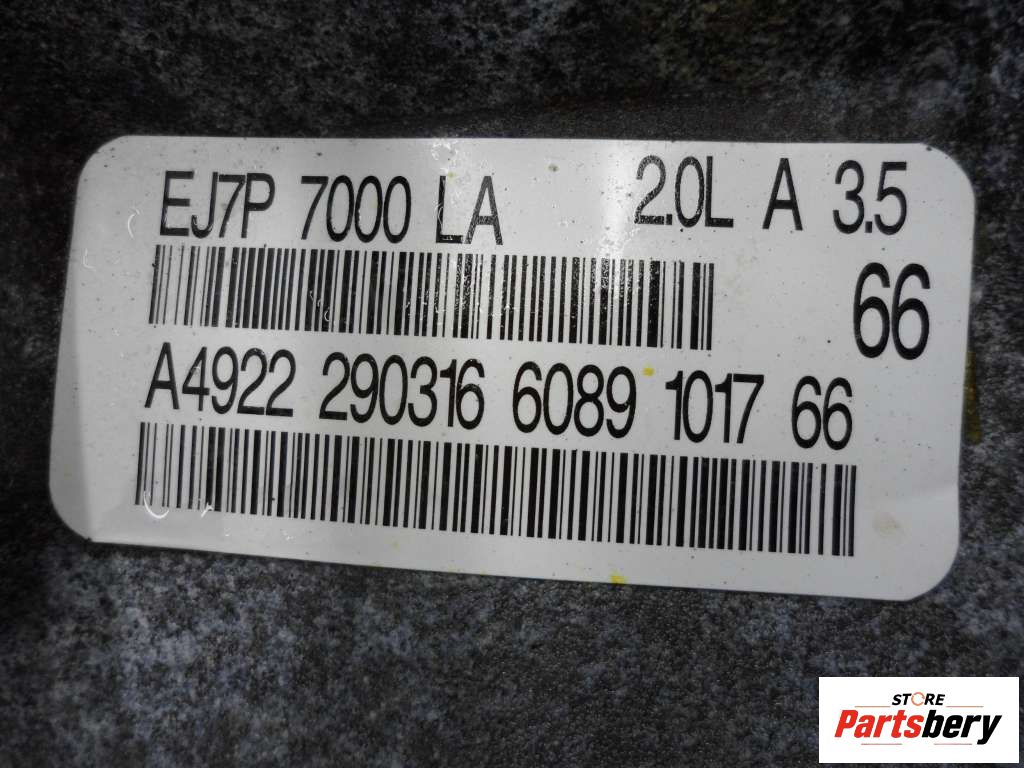 EJ7P 7000 LA 2.0L A 3.5
66
A4922 290316 6089 1017 66
STORE
Partsbery